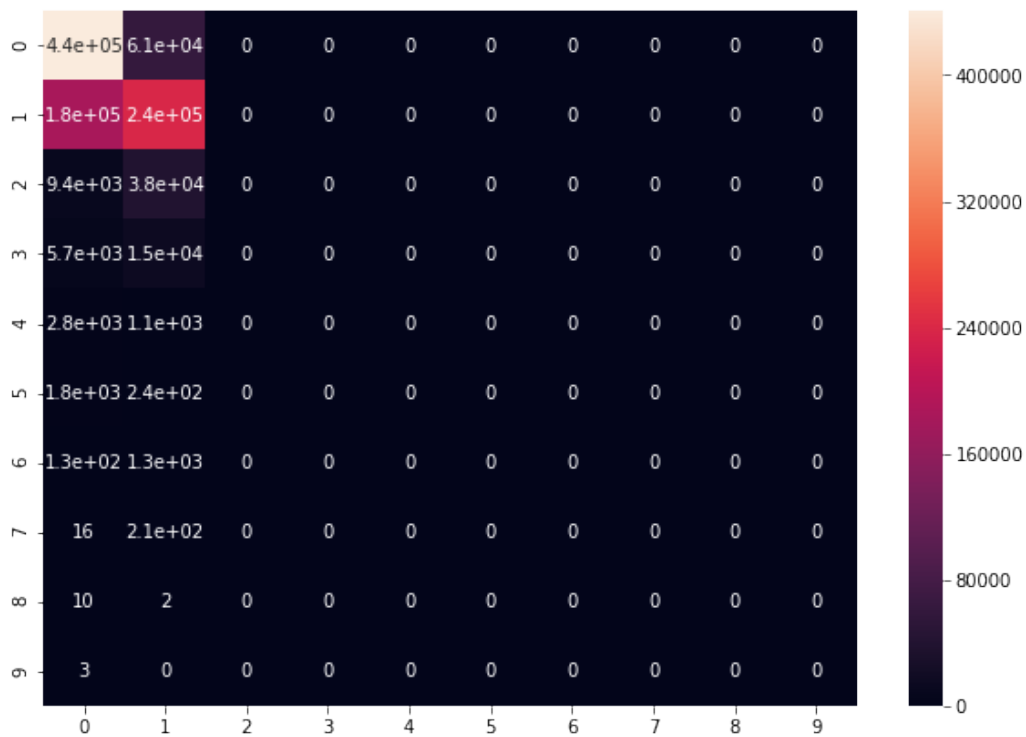 0 4.4e+05 6.1e+04 0 0 0 0 0 0 0 0
1 1.8e+05 2.4e+05 0 0 0 0 0 0 0 0
2 9.4e+03 3.8e+04 0 0 0 0 0 0 0 0
3 5.7e+03 1.5e+04 0 0 0 0 0 0 0 0
4 2.8e+03 1.1e+03 0 0 0 0 0 0 0 0
5 1.8e+03 2.4e+02 0 0 0 0 0 0 0 0
6 1.3e+02 1.3e+03 0 0 0 0 0 0 0 0
7 16 2.1e+02 0 0 0 0 0 0 0 0
8 10 2 0 0 0 0 0 0 0 0
9 3 0 0 0 0 0 0 0 0 0
0 1 2 3 4 5 6 7 8 9
400000
320000
240000
160000
80000
0